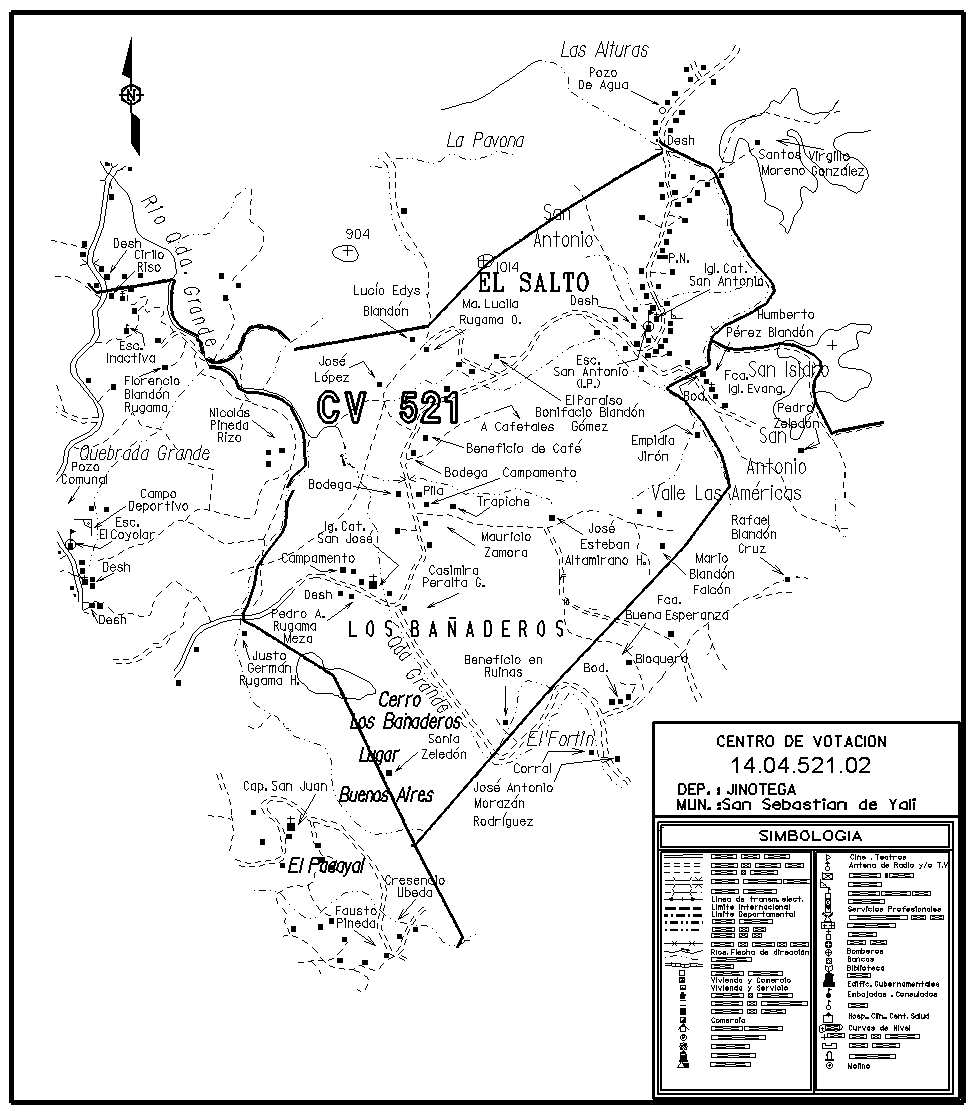 Las Alturas
Pozo
De Agua
N
La Pavona
Desh
Santos Virgilio
Moreno González
Rio Qda. Grande
San
Antonio
904
1014
Desh
Cirilo
Riso
P.N.
Igl. Cat.
San Antonio
EL SALTO
Lucío Edys
Blandón
Ma. Lucila
Rugama O.
Desh
Humberto
Pérez Blandón
Esc.
Inactiva
José
López
Esc.
San Antonio
(I.P.)
Fca.
Igl. Evang.
San Isidro
Florencio
Blandón
Rugama
CV 521
El Paraiso
Bonifacio Blandón
Gómez
Bod.
Pedro
Zeledón
Nicolás
Pineda
Rizo
A Cafetales
Empidia
Jirón
San
Antonio
Quebrada Grande
Beneficio de Café
Pozo
Comunal
Bodega
Campamento
Bodega
Pila
Trapiche
Valle Las Américas
Campo
Deportivo
Esc.
El Coyolar
Ig. Cat.
San José
Mauricio
Zamora
José
Esteban
Altamirano H.
Rafael
Blandón
Cruz
Mario
Blandón
Falcón
Desh
Campamento
Casimira
Peralta G.
Desh
Desh
Pedro A.
Rugama
Meza
Fca.
Buena Esperanza
LOS BAÑADEROS
Justo
Germán
Rugama H.
Qda Grande
Beneficio en
Ruinas
Bloquera
Bod.
Cerro
Los Bañaderos
Sonia
Zeledón
El Fortin
Lugar
Buenos Aires
Corral
José Antonio
Morazán
Rodríguez
Cap. San Juan
El Papayal
Cresencio
Ubeda
Fausto
Pineda
CENTRO DE VOTACION
14.04.521.02
DEP. : JINOTEGA
MUN. :San Sebastian de Yali
SIMBOLOGIA
Linea de transm. elect.
Limite Internacional
Limite Departamental
Rios. Flecha de direación
Vivienda y Comercio
Vivienda y Servicio
Comercio
Cine . Teatros
Antena de Radio y/o T.V
Servicios Profesionales
Bomberos
Bancos
Biblioteca
Edific. Gubernamentales
Embajadas . Consulados
Hosp. Clín. Cent. Salud
Curvas de Nivel
Molino